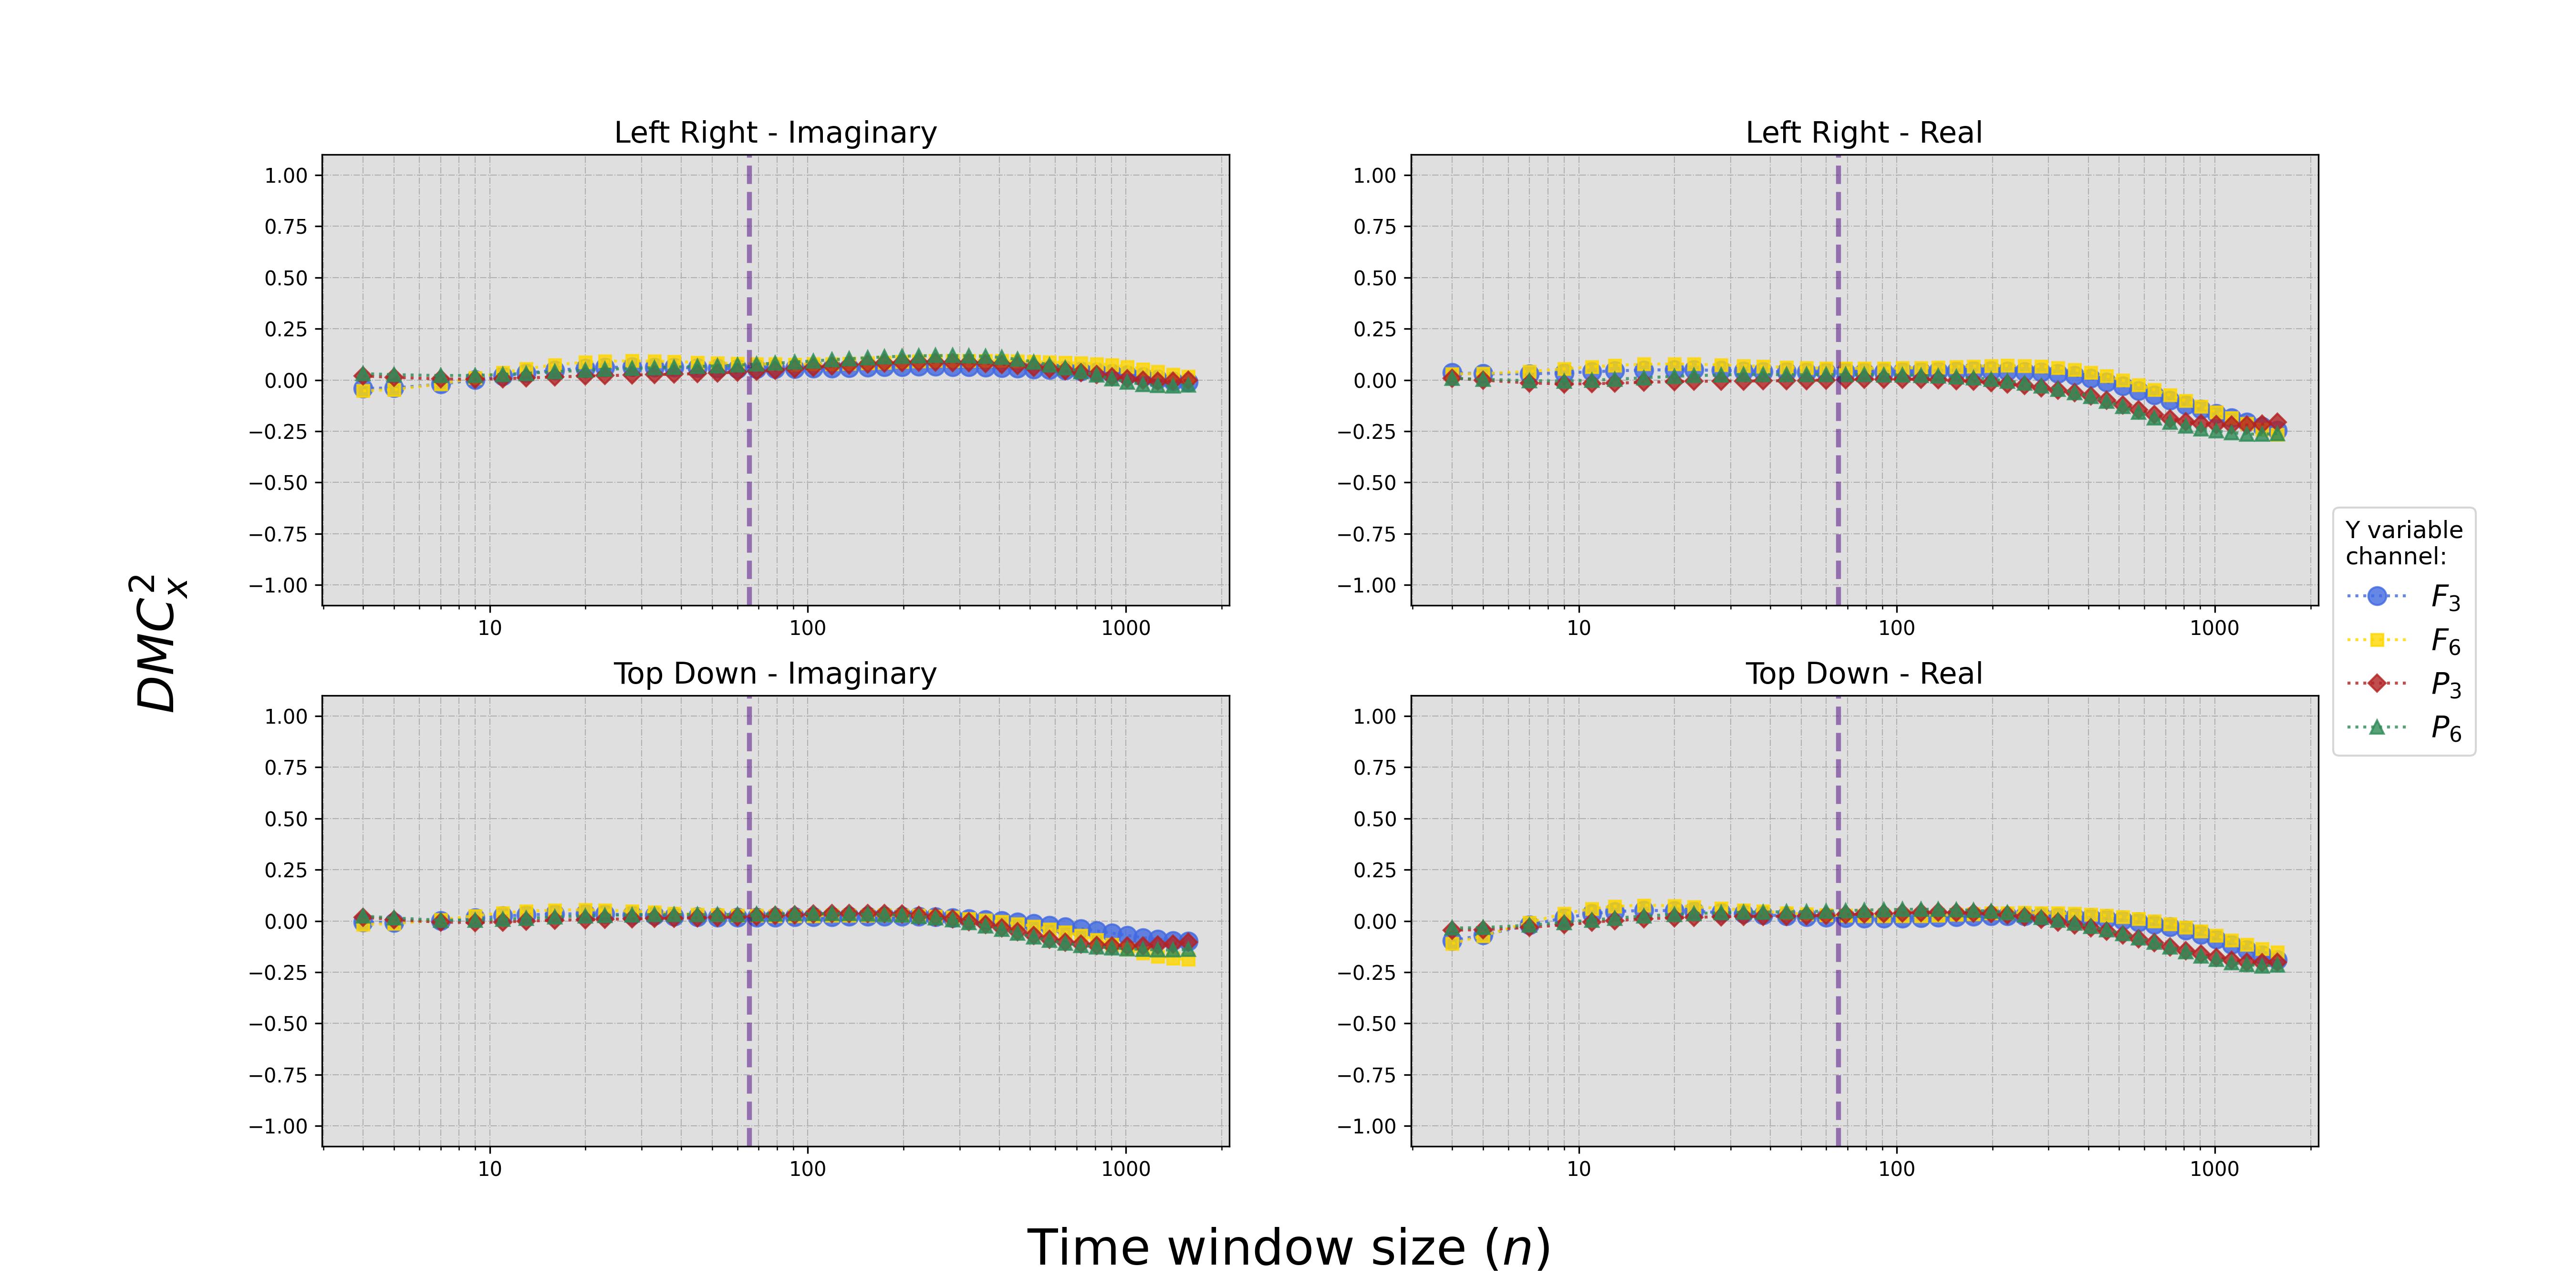 Left Right - Imaginary
1.00
0.75
0.50
0.25
0.00
−0.25
−0.50
−0.75
−1.00
10 100 1000
Left Right - Real
1.00
0.75
0.50
0.25
0.00
−0.25
−0.50
−0.75
−1.00
10 100 1000
Top Down - Imaginary
1.00
0.75
0.50
0.25
0.00
−0.25
−0.50
−0.75
−1.00
10 100 1000
Top Down - Real
1.00
0.75
0.50
0.25
0.00
−0.25
−0.50
−0.75
−1.00
10 100 1000
Y variable
channel:
F₃
F₆
P₃
P₆
DMC²ₓ
Time window size (n)